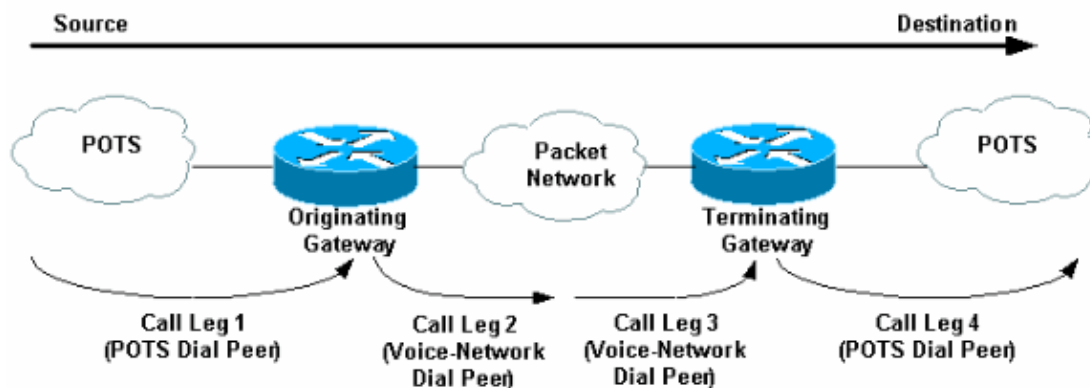 Source
Destination
POTS
Packet
Network
POTS
Originating
Gateway
Terminating
Gateway
Call Leg 1
(POTS Dial Peer)
Call Leg 2
(Voice-Network
Dial Peer)
Call Leg 3
(Voice-Network
Dial Peer)
Call Leg 4
(POTS Dial Peer)